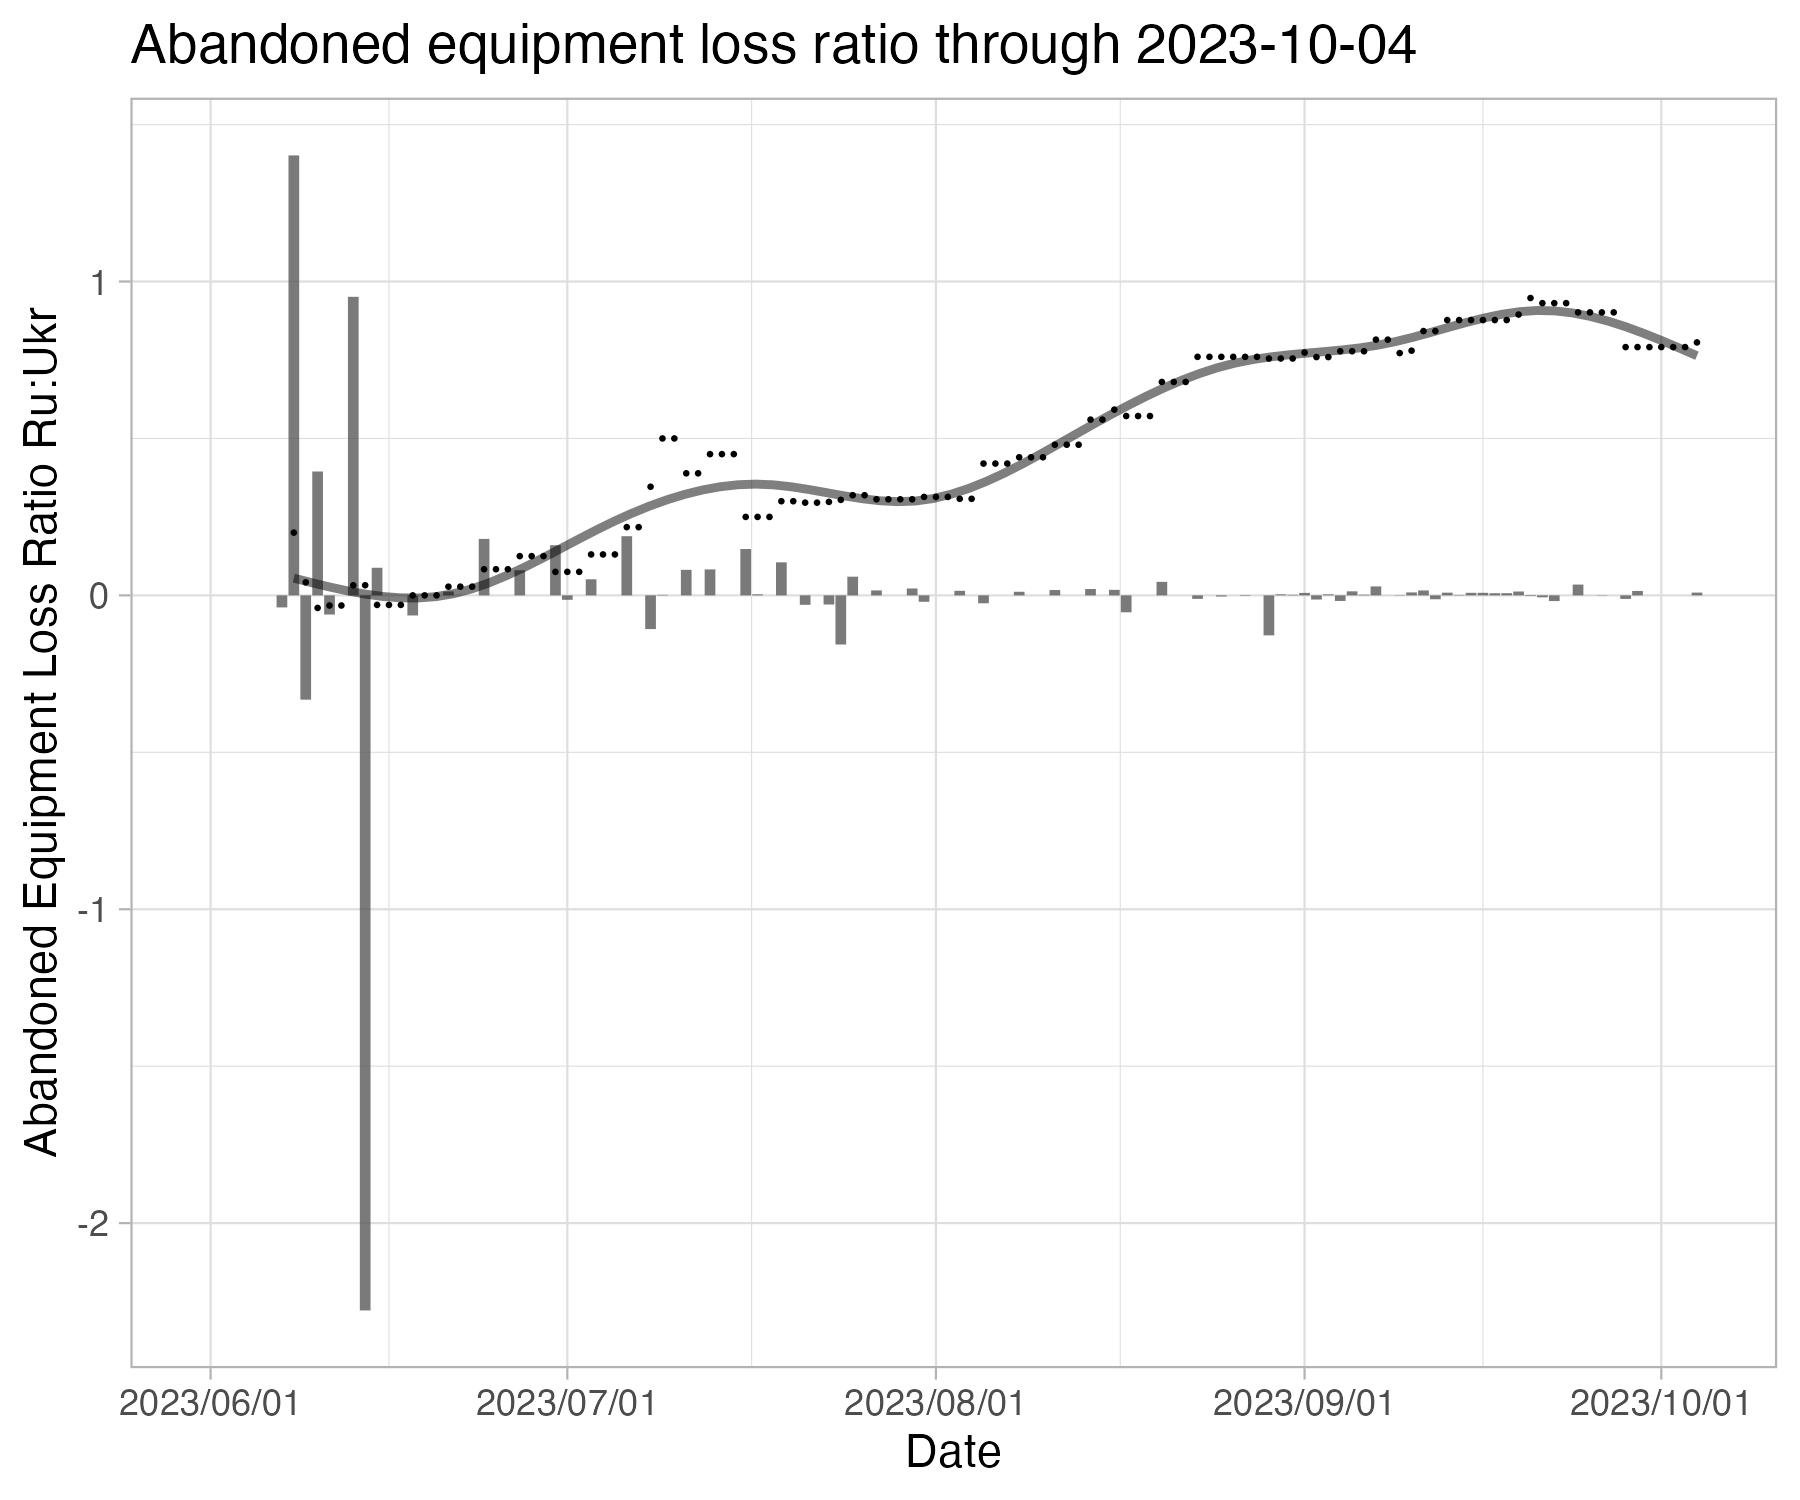 Abandoned equipment loss ratio through 2023-10-04
Abandoned Equipment Loss Ratio Ru:Ukr
1
0
-1
-2
2023/06/01 2023/07/01 2023/08/01 2023/09/01 2023/10/01
Date